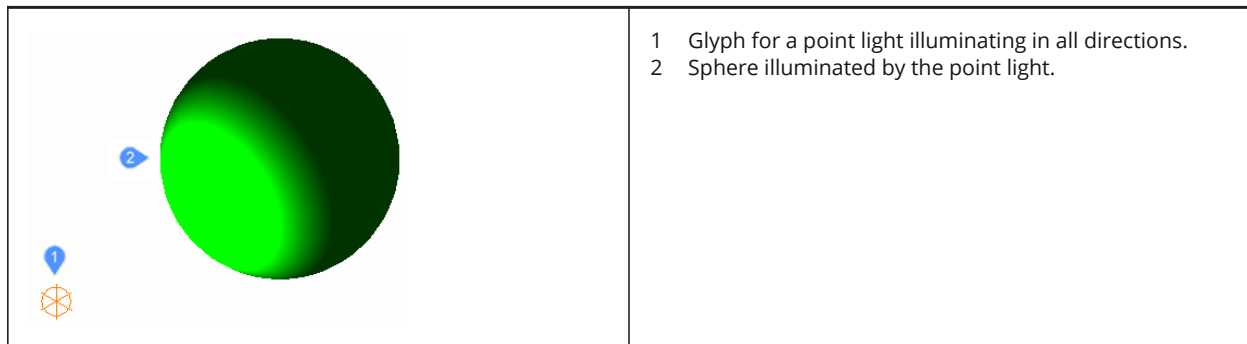 2
1
1 Glyph for a point light illuminating in all directions.
2 Sphere illuminated by the point light.